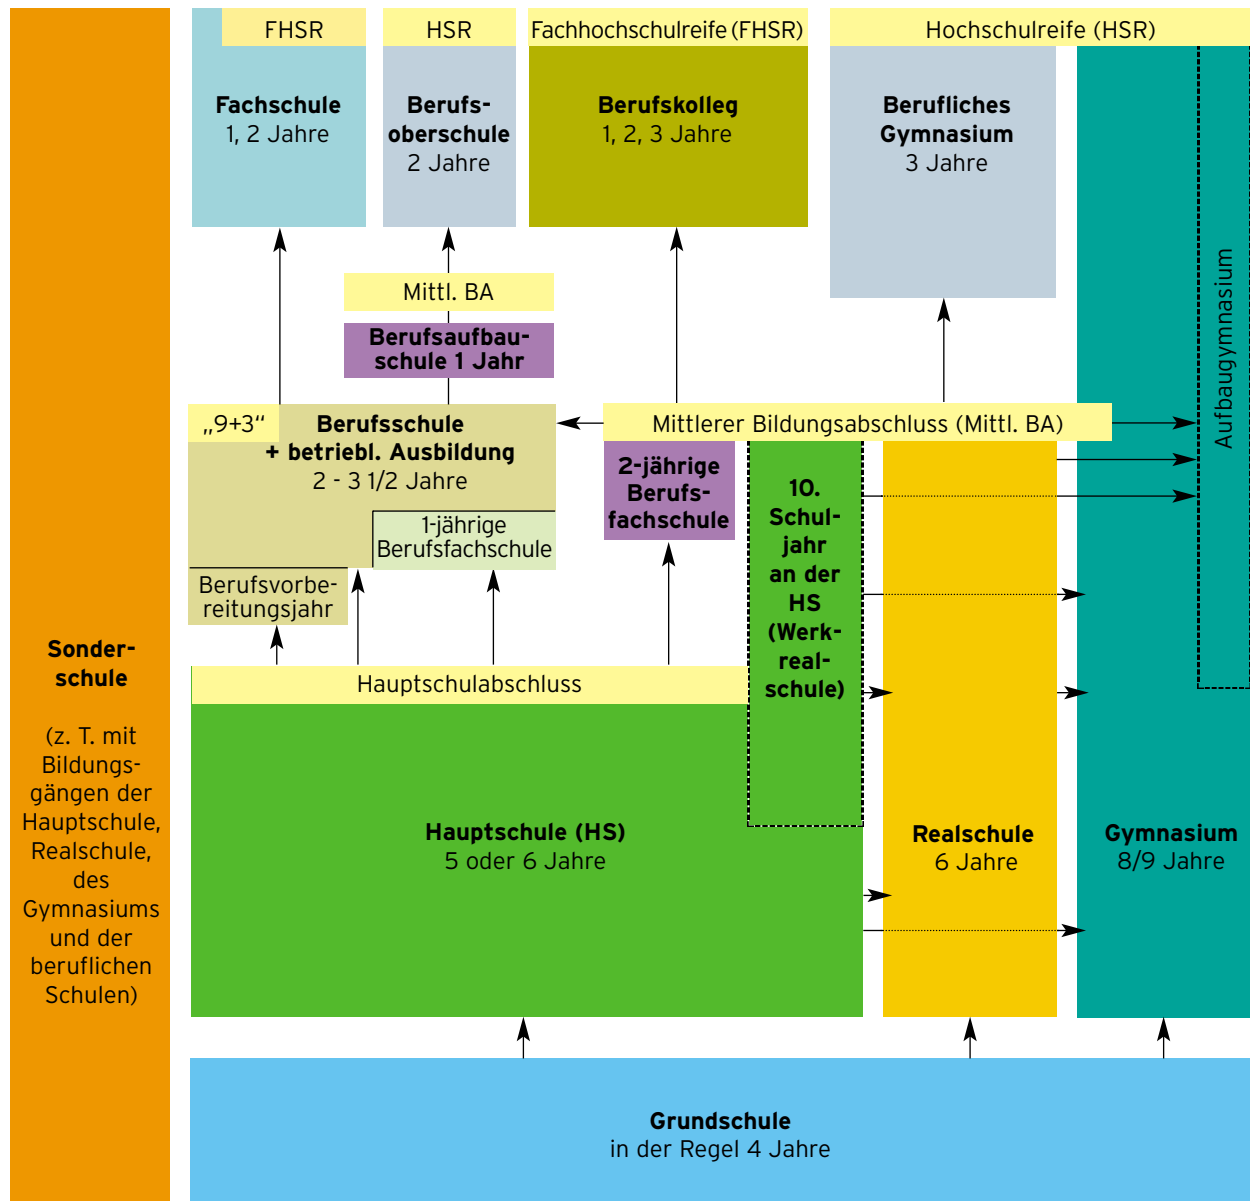 FHSR
HSR
Fachhochschulreife (FHSR)
Hochschulreife (HSR)
Fachschule
1, 2 Jahre
Berufs-
oberschule
2 Jahre
Berufskolleg
1, 2, 3 Jahre
Berufliches
Gymnasium
3 Jahre
Aufbaugymnasium
Mittl. BA
Berufsaufbau-
schule 1 Jahr
„9+3“
Berufsschule
+ betriebl. Ausbildung
2 - 3 1/2 Jahre
Mittlerer Bildungsabschluss (Mittl. BA)
2-jährige
Berufs-
fachschule
10.
Schul-
jahr
an der
HS
(Werk-
real-
schule)
1-jährige
Berufsfachschule
Berufsvorbe-
reitungsjahr
Hauptschulabschluss
Sonder-
schule
(z. T. mit
Bildungs-
gängen der
Hauptschule,
Realschule,
des
Gymnasiums
und der
beruflichen
Schulen)
Hauptschule (HS)
5 oder 6 Jahre
Realschule
6 Jahre
Gymnasium
8/9 Jahre
Grundschule
in der Regel 4 Jahre